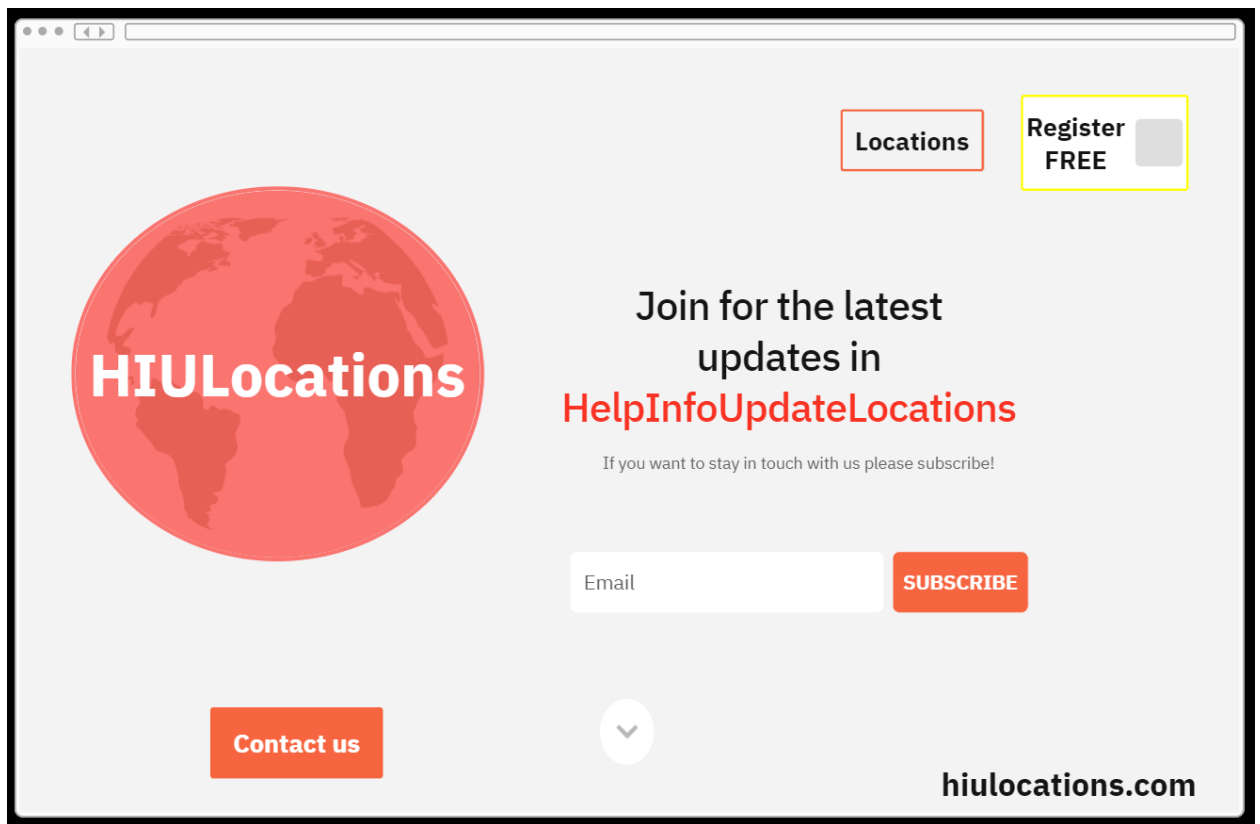 Locations
Register
FREE
HIULocations
Join for the latest
updates in
HelpInfoUpdateLocations
If you want to stay in touch with us please subscribe!
Email
SUBSCRIBE
Contact us
hiulocations.com